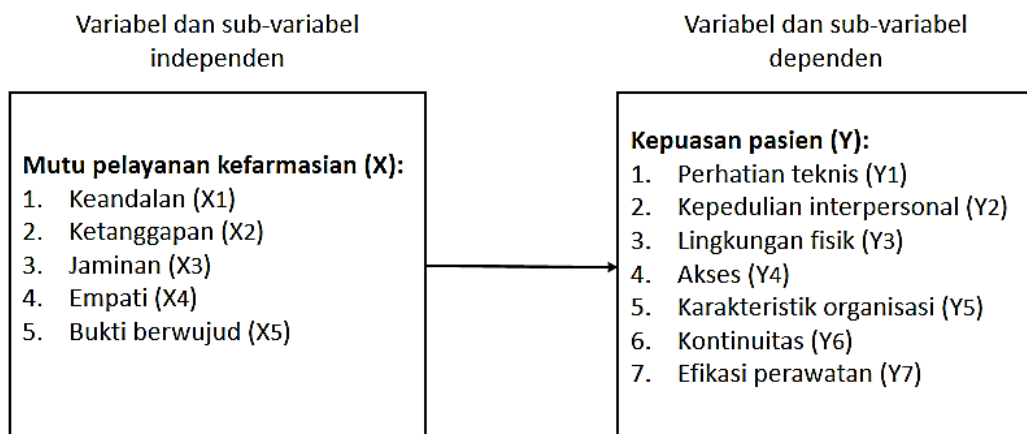 Variabel dan sub-variabel
independen
Mutu pelayanan kefarmasian (X):
1. Keandalan (X1)
2. Ketanggapan (X2)
3. Jaminan (X3)
4. Empati (X4)
5. Bukti berwujud (X5)
Variabel dan sub-variabel
dependen
Kepuasan pasien (Y):
1. Perhatian teknis (Y1)
2. Kepedulian interpersonal (Y2)
3. Lingkungan fisik (Y3)
4. Akses (Y4)
5. Karakteristik organisasi (Y5)
6. Kontinuitas (Y6)
7. Efikasi perawatan (Y7)